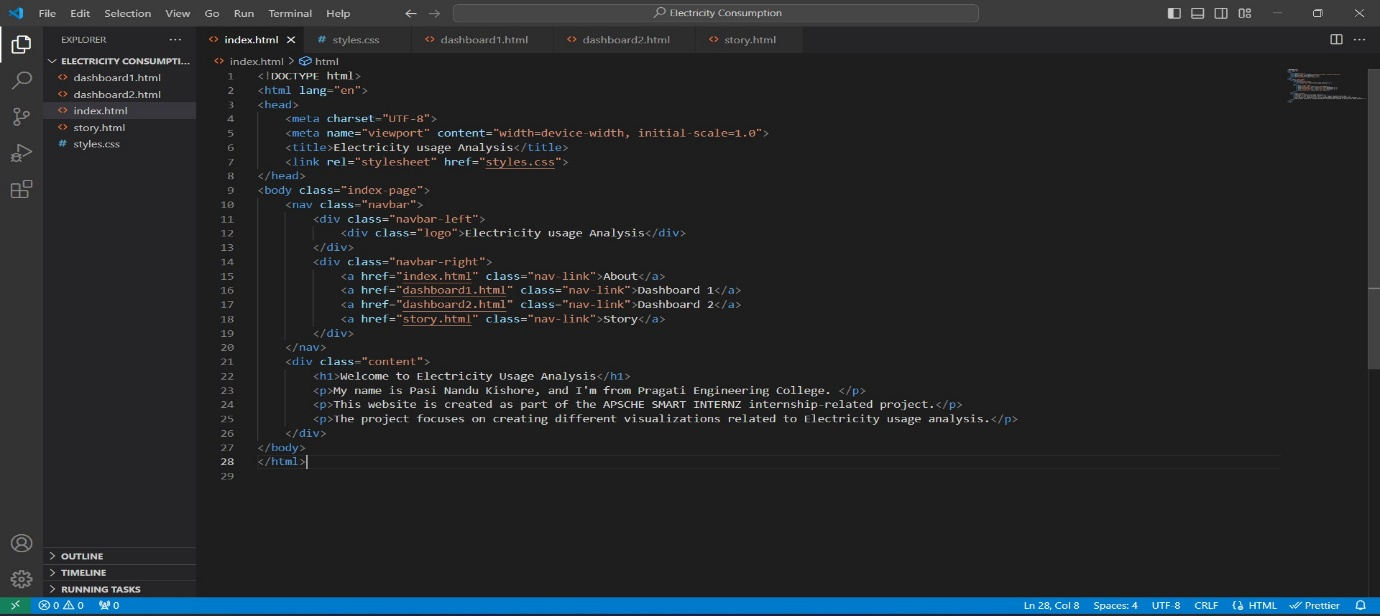 File Edit Selection View Go Run Terminal Help
Electricity Consumption
EXPLORER
index.html
styles.css
dashboard1.html
dashboard2.html
story.html
ELECTRICITY CONSUMPTI...
index.html > html
dashboard1.html
dashboard2.html
index.html
story.html
styles.css
1 <!DOCTYPE html>
2 <html lang="en">
3 <head>
4 <meta charset="UTF-8">
5 <meta name="viewport" content="width=device-width, initial-scale=1.0">
6 <title>Electricity usage Analysis</title>
7 <link rel="stylesheet" href="styles.css">
8 </head>
9 <body class="index-page">
10 <nav class="navbar">
11 <div class="navbar-left">
12 <div class="logo">Electricity usage Analysis</div>
13 </div>
14 <div class="navbar-right">
15 <a href="index.html" class="nav-link">About</a>
16 <a href="dashboard1.html" class="nav-link">Dashboard 1</a>
17 <a href="dashboard2.html" class="nav-link">Dashboard 2</a>
18 <a href="story.html" class="nav-link">Story</a>
19 </div>
20 </nav>
21 <div class="content">
22 <h1>Welcome to Electricity Usage Analysis</h1>
23 <p>My name is Pasi Nandu Kishore, and I'm from Pragati Engineering College. </p>
24 <p>This website is created as part of the APSCHE SMART INTERNZ internship-related project.</p>
25 <p>The project focuses on creating different visualizations related to Electricity usage analysis.</p>
26 </div>
27 </body>
28 </html>
29
OUTLINE
TIMELINE
RUNNING TASKS
0 0 0 Ln 28, Col 8 Spaces: 4 UTF-8 CRLF HTML Prettier